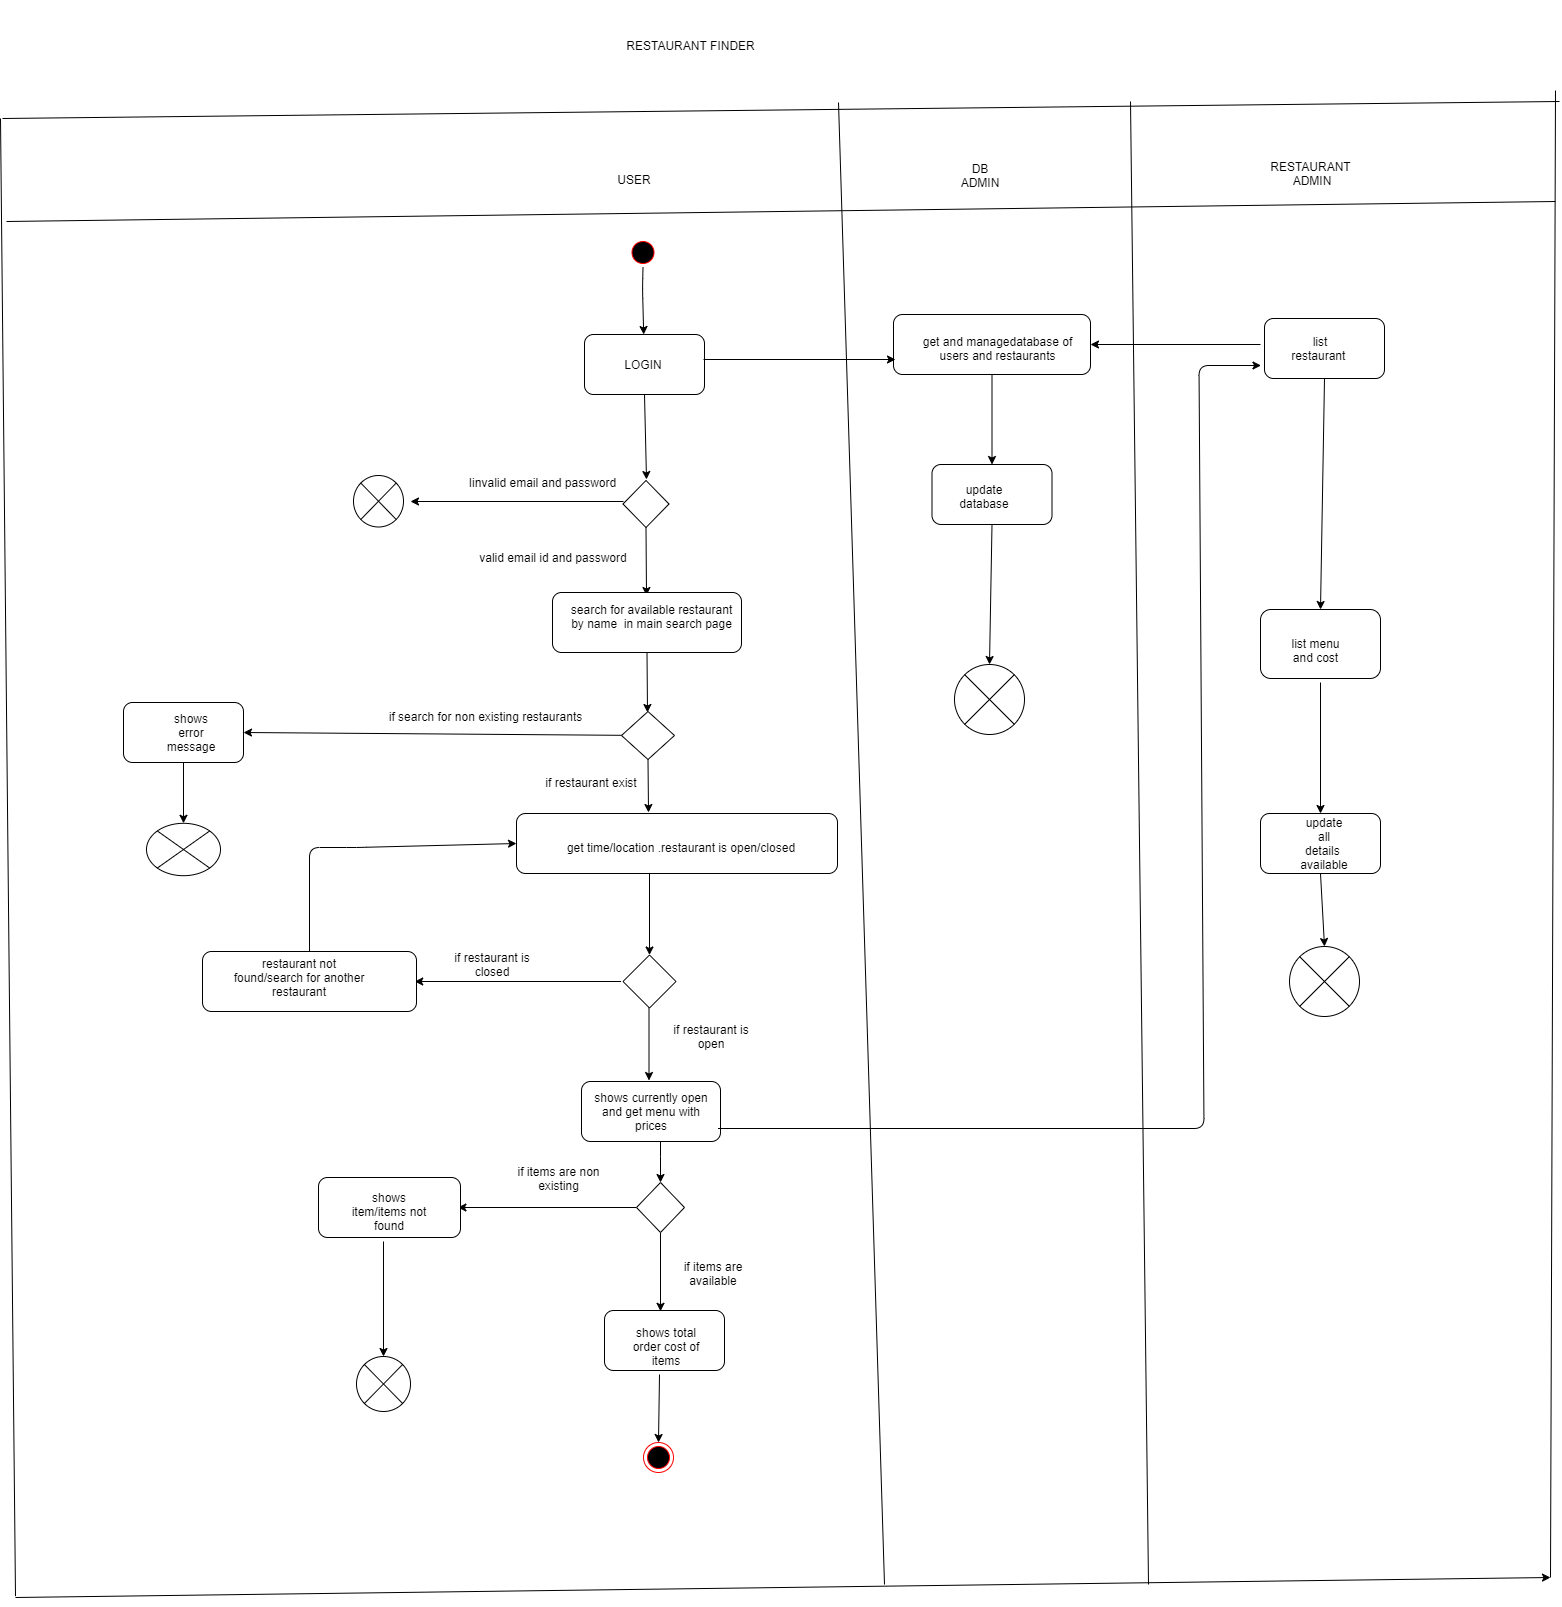 RESTAURANT FINDER
USER
DB
ADMIN
RESTAURANT
ADMIN
LOGIN
get and managedatabase of
users and restaurants
list
restaurant
Iinvalid email and password
update
database
valid email id and password
search for available restaurant
by name  in main search page
list menu
and cost
shows
error
message
if search for non existing restaurants
if restaurant exist
get time/location .restaurant is open/closed
update
all
details
available
restaurant not
found/search for another
restaurant
if restaurant is
closed
if restaurant is
open
shows currently open
and get menu with
prices
if items are non
existing
shows
item/items not
found
if items are
available
shows total
order cost of
items